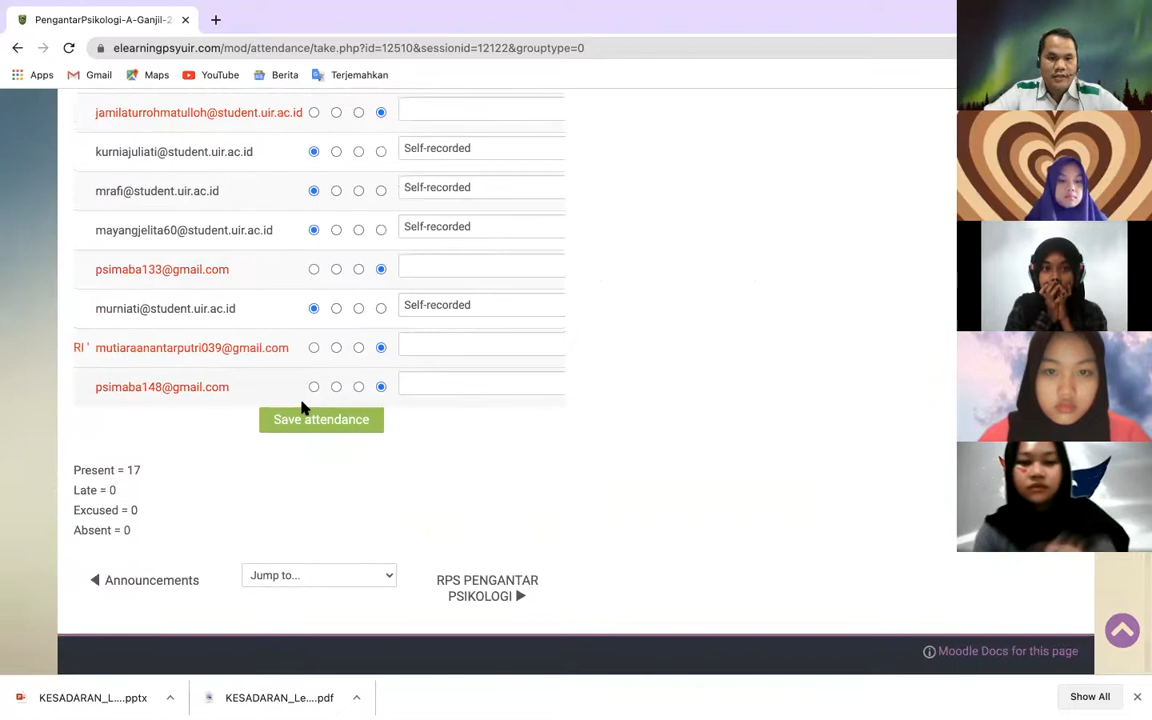 PengantarPsikologi-A-Ganjil-2
elearningpsyuir.com/mod/attendance/take.php?id=12510&sessionid=12122&grouptype=0
Apps Gmail Maps YouTube Berita Terjemahkan
jamilaturrohmatulloh@student.uir.ac.id
kurniajuliati@student.uir.ac.id Self-recorded
mrafi@student.uir.ac.id Self-recorded
mayangjelita60@student.uir.ac.id Self-recorded
psimaba133@gmail.com
murniati@student.uir.ac.id Self-recorded
RI ' mutiaraanantarputri039@gmail.com
psimaba148@gmail.com
Save attendance
Present = 17
Late = 0
Excused = 0
Absent = 0
Announcements
Jump to...
RPS PENGANTAR
PSIKOLOGI
Moodle Docs for this page
KESADARAN_L....pptx
KESADARAN_Le....pdf
Show All